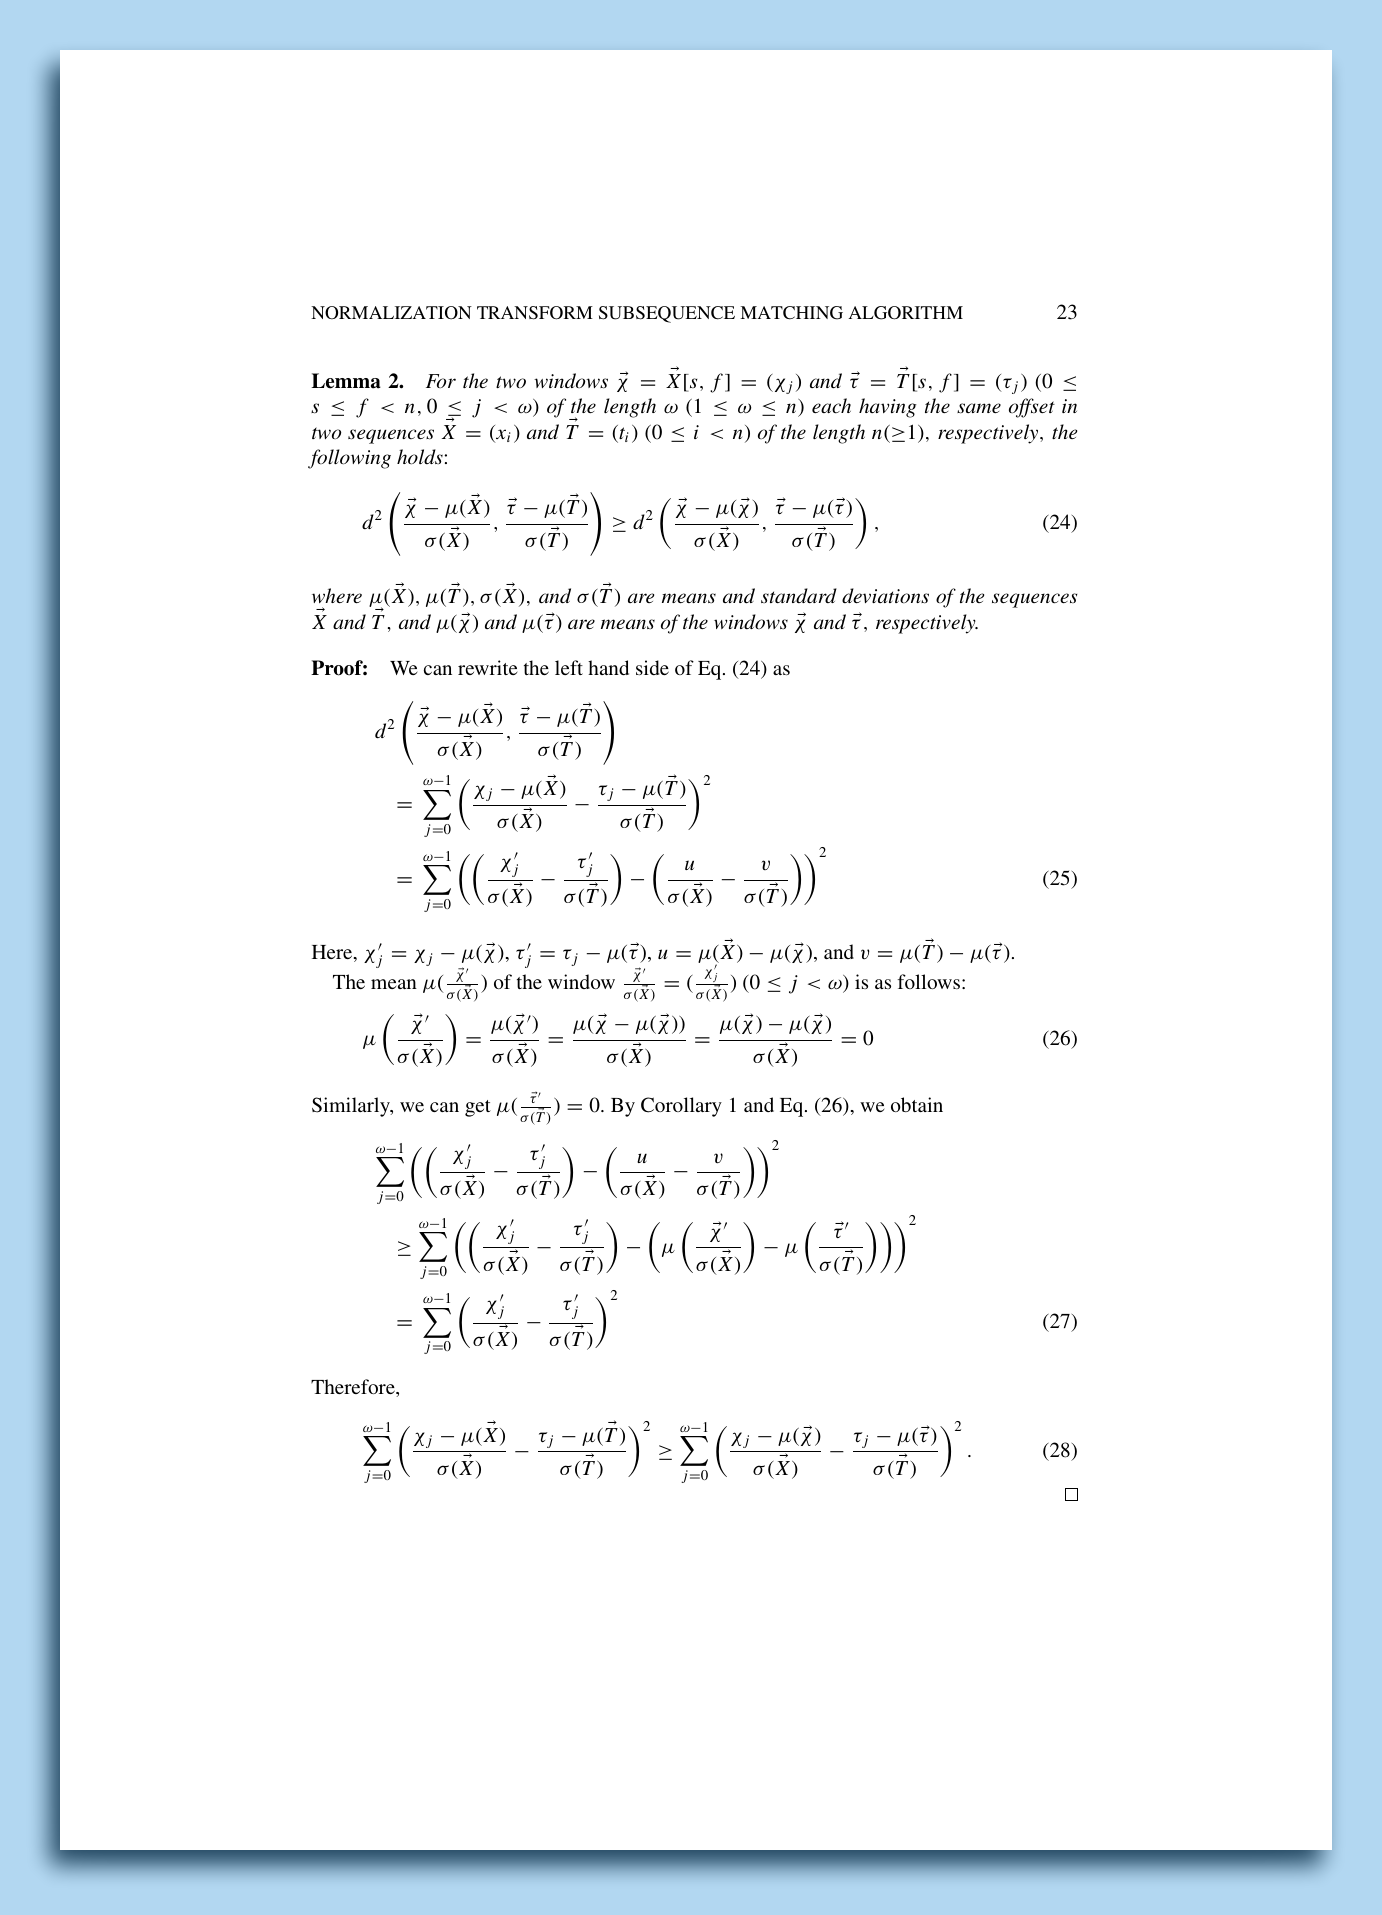 NORMALIZATION TRANSFORM SUBSEQUENCE MATCHING ALGORITHM 23
Lemma 2. For the two windows $\vec{\chi} = \vec{X}[s, f] = (\chi_j)$ and $\vec{\tau} = \vec{T}[s, f] = (\tau_j)$ $(0 \leq$
$s \leq f < n, 0 \leq j < \omega)$ of the length $\omega$ $(1 \leq \omega \leq n)$ each having the same offset in
two sequences $\vec{X} = (x_i)$ and $\vec{T} = (t_i)$ $(0 \leq i < n)$ of the length $n(\geq 1)$, respectively, the
following holds:
$d^2\left(\frac{\vec{\chi} - \mu(\vec{X})}{\sigma(\vec{X})}, \frac{\vec{\tau} - \mu(\vec{T})}{\sigma(\vec{T})}\right) \geq d^2\left(\frac{\vec{\chi} - \mu(\vec{\chi})}{\sigma(\vec{X})}, \frac{\vec{\tau} - \mu(\vec{\tau})}{\sigma(\vec{T})}\right),$ (24)
where $\mu(\vec{X}), \mu(\vec{T}), \sigma(\vec{X})$, and $\sigma(\vec{T})$ are means and standard deviations of the sequences
$\vec{X}$ and $\vec{T}$, and $\mu(\vec{\chi})$ and $\mu(\vec{\tau})$ are means of the windows $\vec{\chi}$ and $\vec{\tau}$, respectively.
Proof: We can rewrite the left hand side of Eq. (24) as
$d^2\left(\frac{\vec{\chi} - \mu(\vec{X})}{\sigma(\vec{X})}, \frac{\vec{\tau} - \mu(\vec{T})}{\sigma(\vec{T})}\right)$
$= \sum_{j=0}^{\omega-1}\left(\frac{\chi_j - \mu(\vec{X})}{\sigma(\vec{X})} - \frac{\tau_j - \mu(\vec{T})}{\sigma(\vec{T})}\right)^2$
$= \sum_{j=0}^{\omega-1}\left(\left(\frac{\chi'_j}{\sigma(\vec{X})} - \frac{\tau'_j}{\sigma(\vec{T})}\right) - \left(\frac{u}{\sigma(\vec{X})} - \frac{v}{\sigma(\vec{T})}\right)\right)^2$ (25)
Here, $\chi'_j = \chi_j - \mu(\vec{\chi}), \tau'_j = \tau_j - \mu(\vec{\tau}), u = \mu(\vec{X}) - \mu(\vec{\chi})$, and $v = \mu(\vec{T}) - \mu(\vec{\tau})$.
The mean $\mu(\frac{\vec{\chi}'}{\sigma(\vec{X})})$ of the window $\frac{\vec{\chi}'}{\sigma(\vec{X})} = (\frac{\chi'_j}{\sigma(\vec{X})})$ $(0 \leq j < \omega)$ is as follows:
$\mu\left(\frac{\vec{\chi}'}{\sigma(\vec{X})}\right) = \frac{\mu(\vec{\chi}')}{\sigma(\vec{X})} = \frac{\mu(\vec{\chi} - \mu(\vec{\chi}))}{\sigma(\vec{X})} = \frac{\mu(\vec{\chi}) - \mu(\vec{\chi})}{\sigma(\vec{X})} = 0$ (26)
Similarly, we can get $\mu(\frac{\vec{\tau}'}{\sigma(\vec{T})}) = 0$. By Corollary 1 and Eq. (26), we obtain
$\sum_{j=0}^{\omega-1}\left(\left(\frac{\chi'_j}{\sigma(\vec{X})} - \frac{\tau'_j}{\sigma(\vec{T})}\right) - \left(\frac{u}{\sigma(\vec{X})} - \frac{v}{\sigma(\vec{T})}\right)\right)^2$
$\geq \sum_{j=0}^{\omega-1}\left(\left(\frac{\chi'_j}{\sigma(\vec{X})} - \frac{\tau'_j}{\sigma(\vec{T})}\right) - \left(\mu\left(\frac{\vec{\chi}'}{\sigma(\vec{X})}\right) - \mu\left(\frac{\vec{\tau}'}{\sigma(\vec{T})}\right)\right)\right)^2$
$= \sum_{j=0}^{\omega-1}\left(\frac{\chi'_j}{\sigma(\vec{X})} - \frac{\tau'_j}{\sigma(\vec{T})}\right)^2$ (27)
Therefore,
$\sum_{j=0}^{\omega-1}\left(\frac{\chi_j - \mu(\vec{X})}{\sigma(\vec{X})} - \frac{\tau_j - \mu(\vec{T})}{\sigma(\vec{T})}\right)^2 \geq \sum_{j=0}^{\omega-1}\left(\frac{\chi_j - \mu(\vec{\chi})}{\sigma(\vec{X})} - \frac{\tau_j - \mu(\vec{\tau})}{\sigma(\vec{T})}\right)^2.$ (28)
□